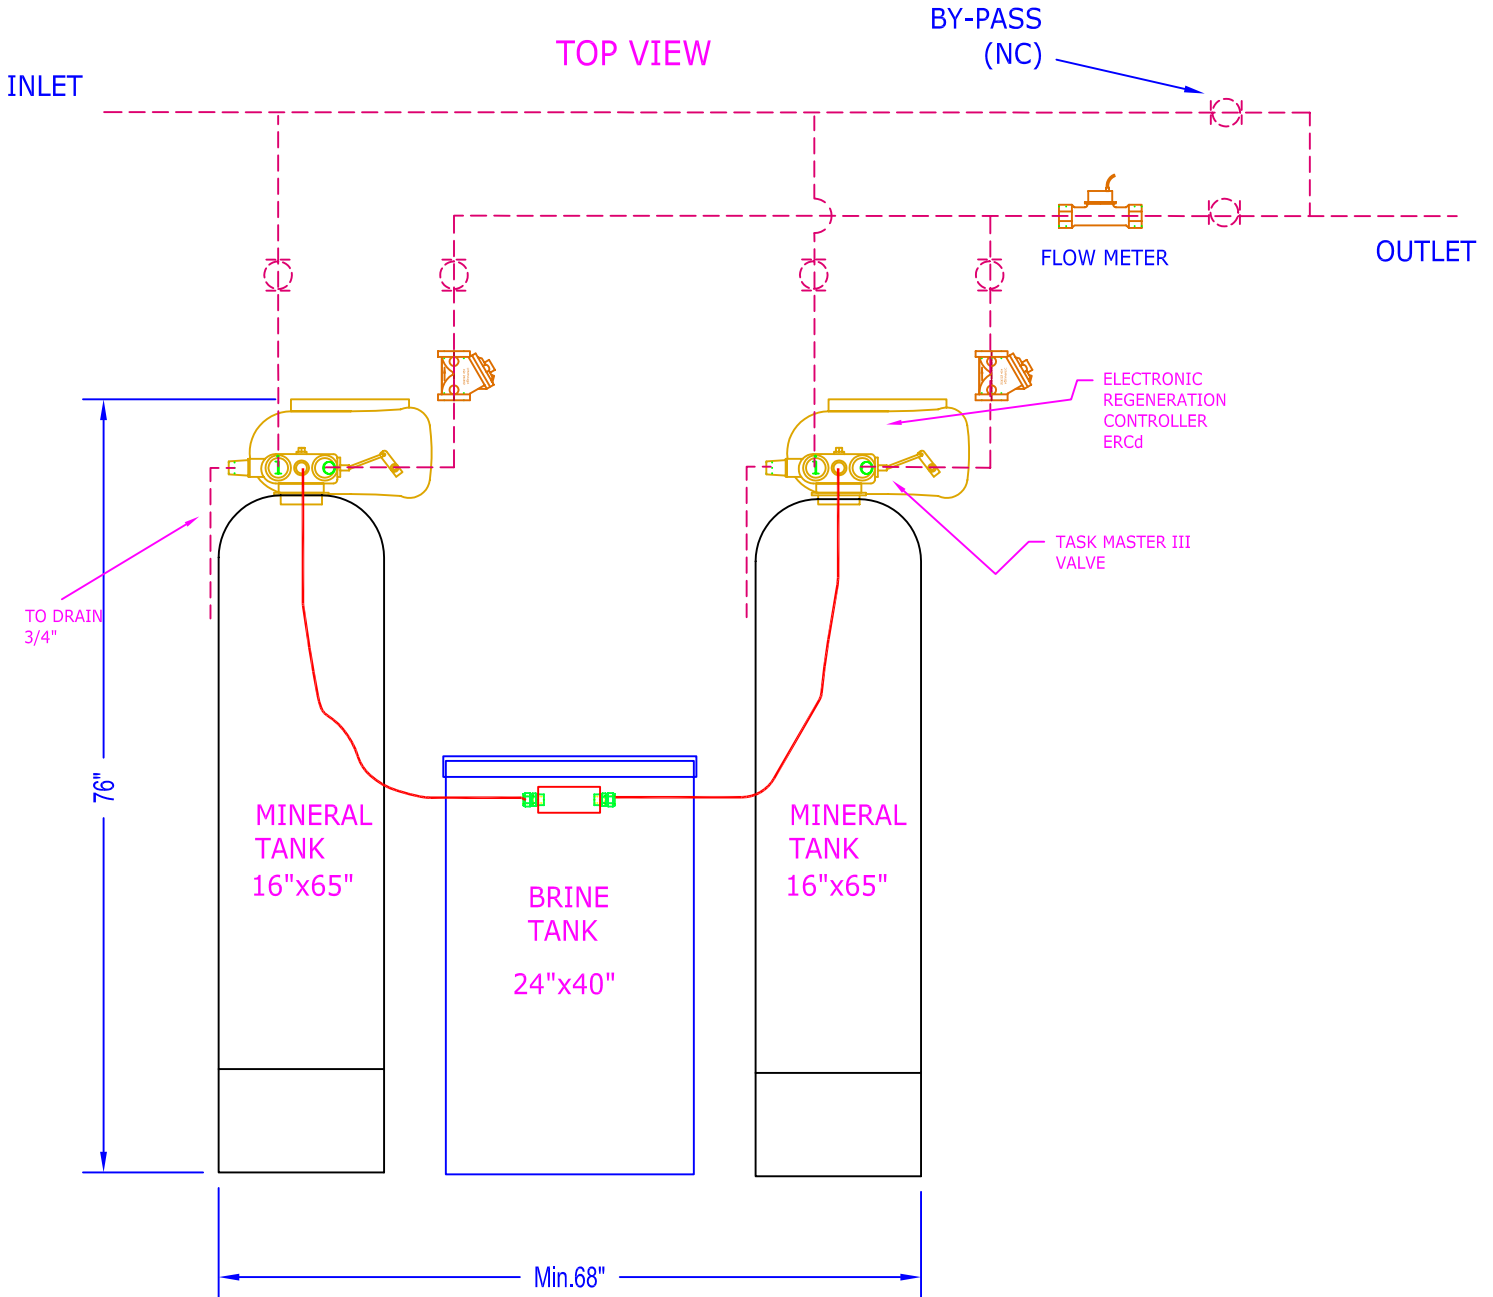 BY-PASS
(NC)
TOP VIEW
INLET
FLOW METER
OUTLET
ELECTRONIC
REGENERATION
CONTROLLER
ERCd
TASK MASTER III
VALVE
TO DRAIN
3/4"
76"
MINERAL
TANK
16"x65"
BRINE
TANK
24"x40"
MINERAL
TANK
16"x65"
Min.68"